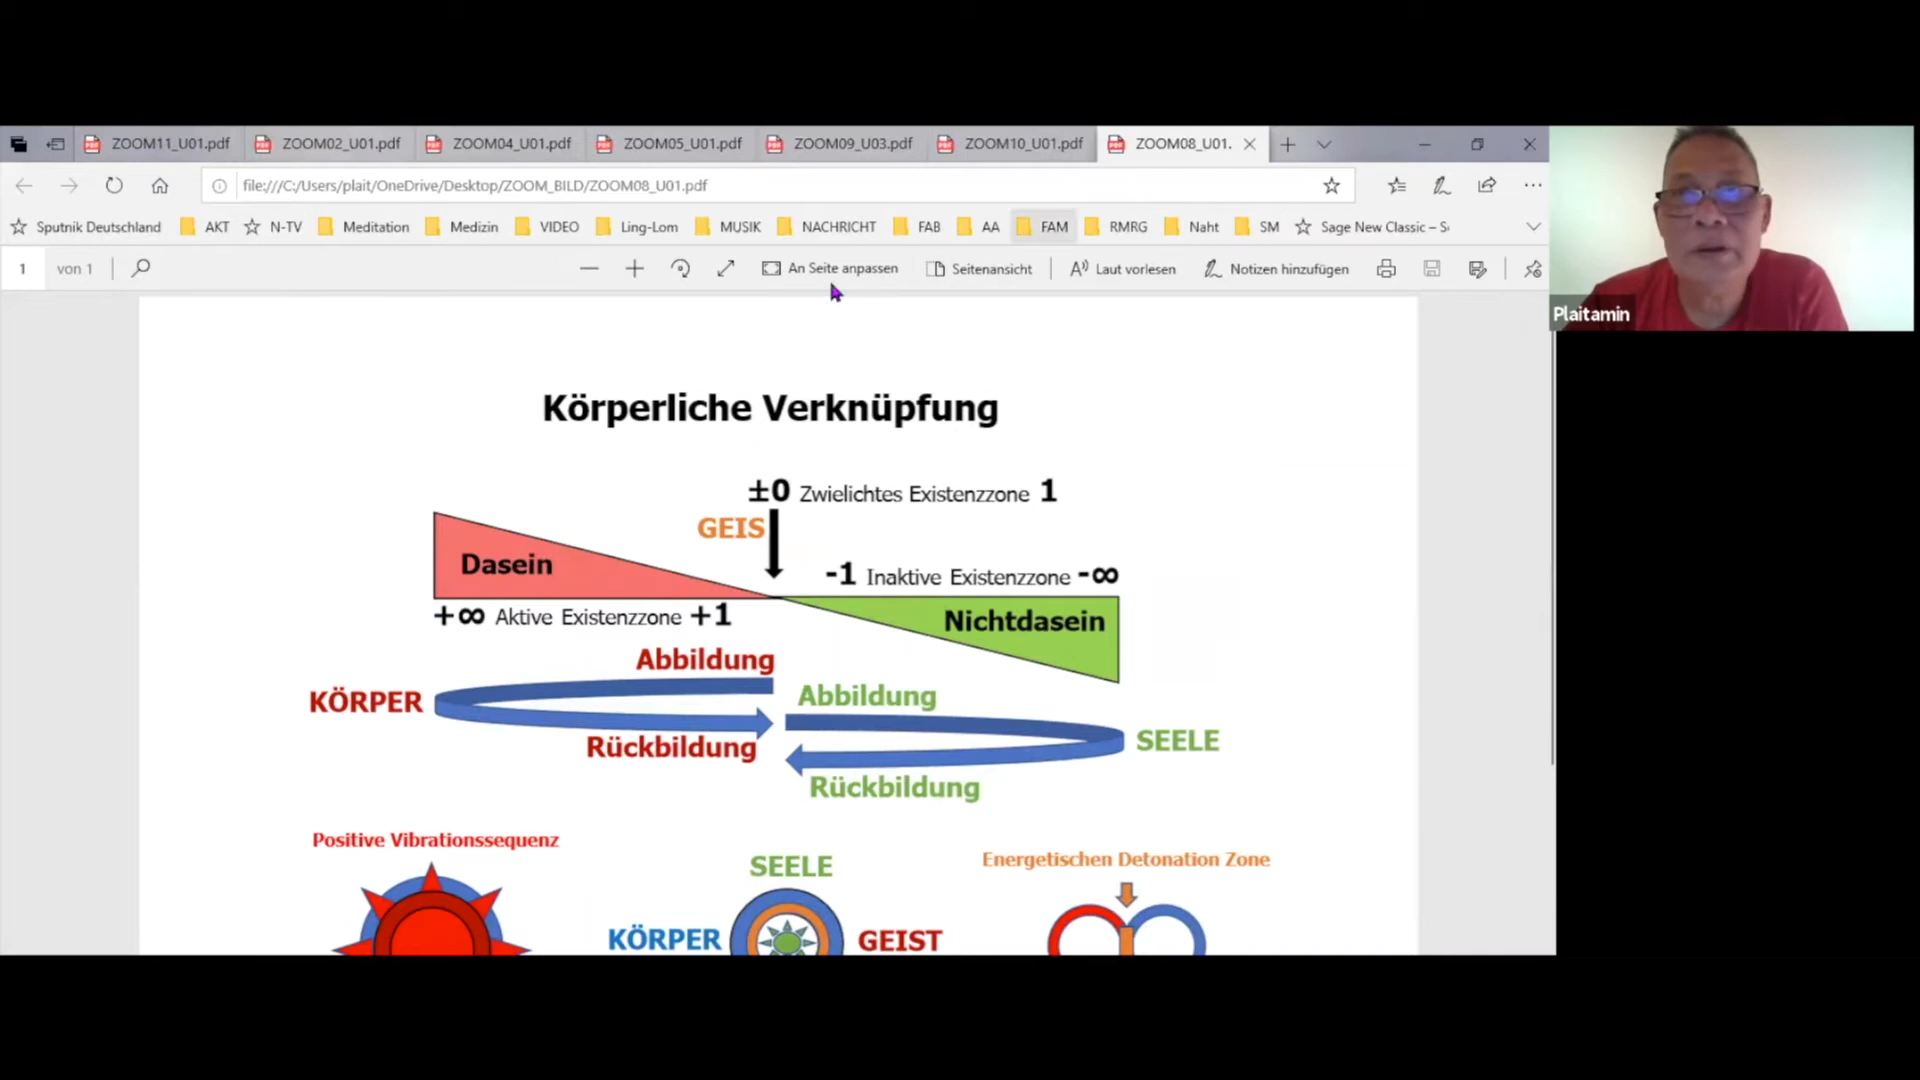 ZOOM11_U01.pdf ZOOM02_U01.pdf ZOOM04_U01.pdf ZOOM05_U01.pdf ZOOM09_U03.pdf ZOOM10_U01.pdf ZOOM08_U01.
file:///C:/Users/plait/OneDrive/Desktop/ZOOM_BILD/ZOOM08_U01.pdf
Sputnik Deutschland AKT N-TV Meditation Medizin VIDEO Ling-Lom MUSIK NACHRICHT FAB AA FAM RMRG Naht SM Sage New Classic – S
1 von 1 An Seite anpassen Seitenansicht Laut vorlesen Notizen hinzufügen
Plaitamin
Körperliche Verknüpfung
±0 Zwielichtes Existenzzone 1
GEIS
Dasein
-1 Inaktive Existenzzone -∞
+∞ Aktive Existenzzone +1
Nichtdasein
Abbildung
Abbildung
KÖRPER
SEELE
Rückbildung
Rückbildung
Positive Vibrationssequenz
SEELE
Energetischen Detonation Zone
KÖRPER GEIST